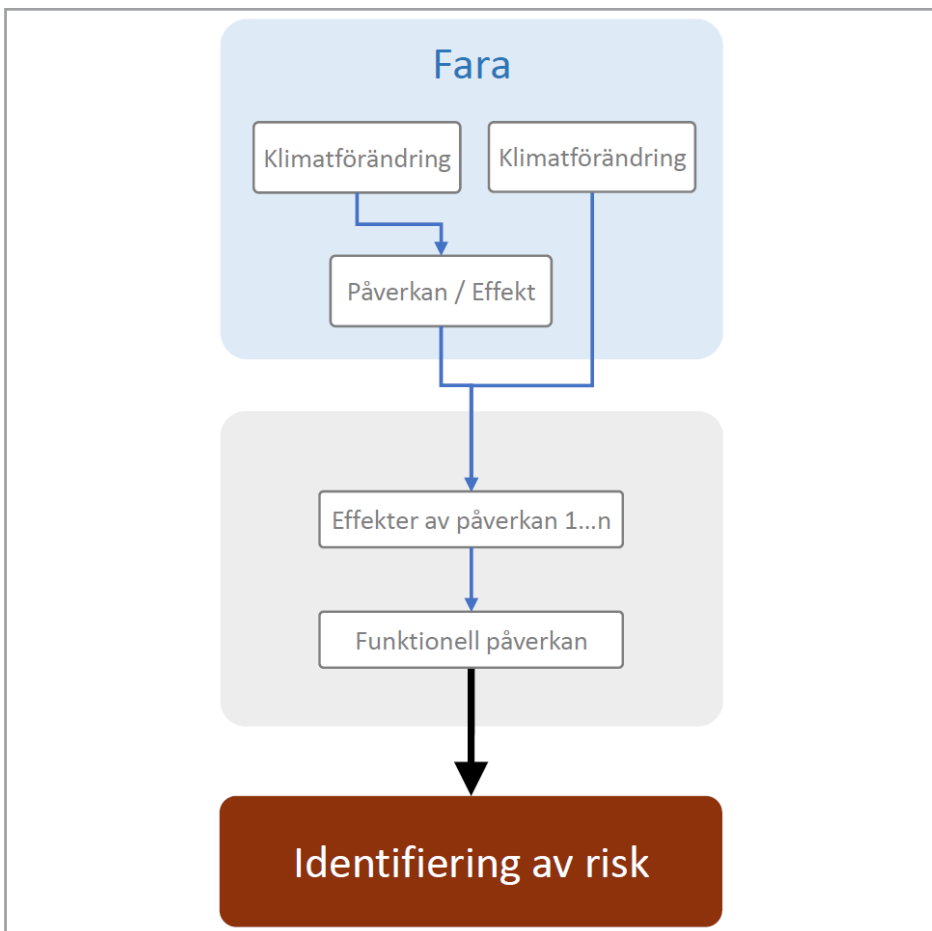 Fara
Klimatförändring
Klimatförändring
Påverkan / Effekt
Effekter av påverkan 1...n
Funktionell påverkan
Identifiering av risk